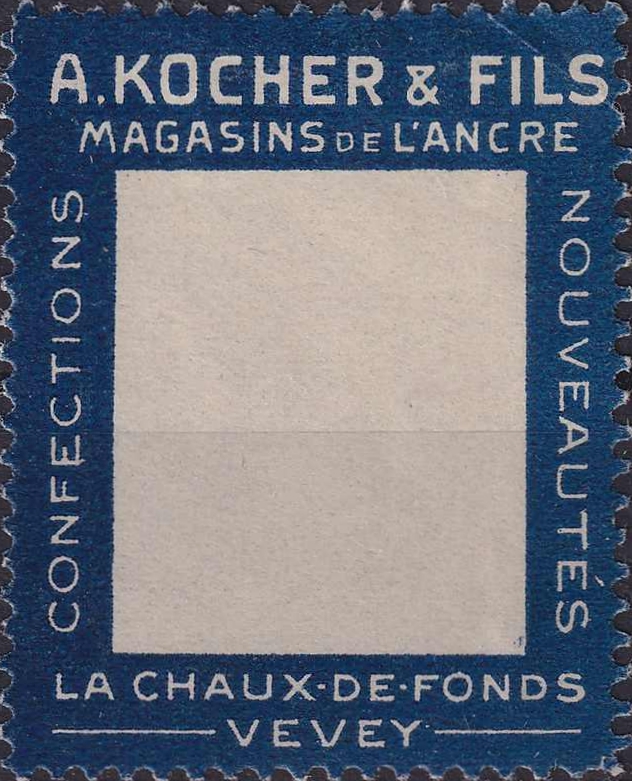 A. KOCHER & FILS
MAGASINS DE L'ANCRE
CONFECTIONS
NOUVEAUTÉS
LA CHAUX-DE-FONDS
VEVEY